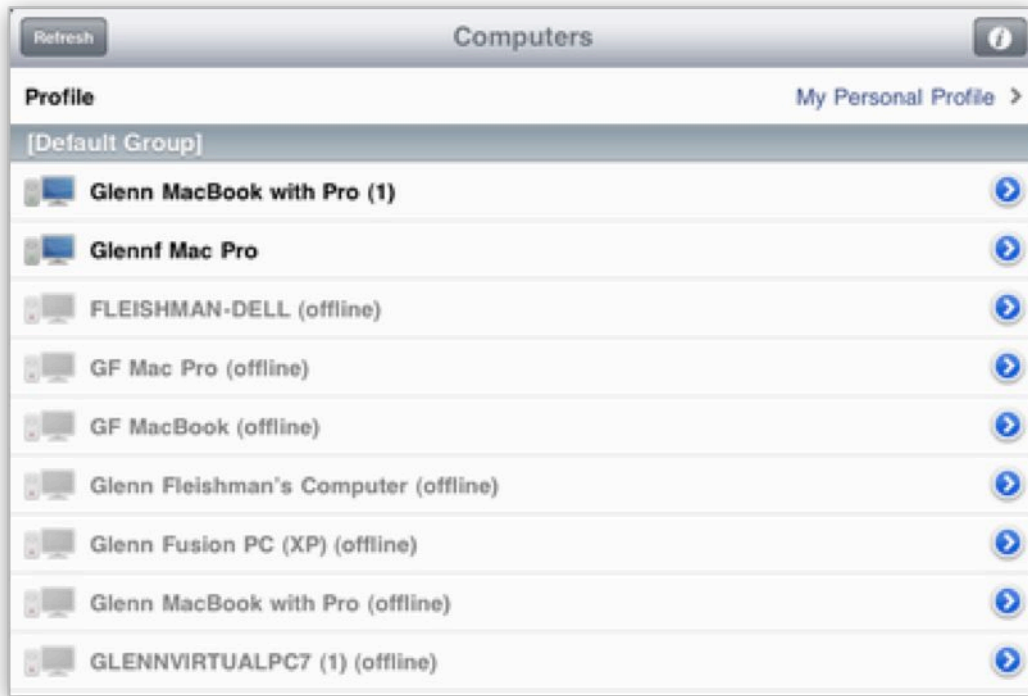 Refresh
Computers
i
Profile
My Personal Profile >
[Default Group]
Glenn MacBook with Pro (1)
Glennf Mac Pro
FLEISHMAN-DELL (offline)
GF Mac Pro (offline)
GF MacBook (offline)
Glenn Fleishman's Computer (offline)
Glenn Fusion PC (XP) (offline)
Glenn MacBook with Pro (offline)
GLENNVIRTUALPC7 (1) (offline)